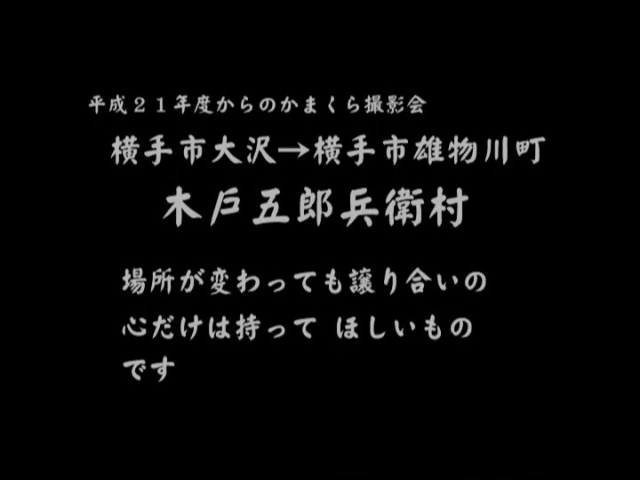 平成２１年度からのかまくら撮影会
横手市大沢→横手市雄物川町
木戸五郎兵衛村
場所が変わっても譲り合いの
心だけは持って ほしいもの
です